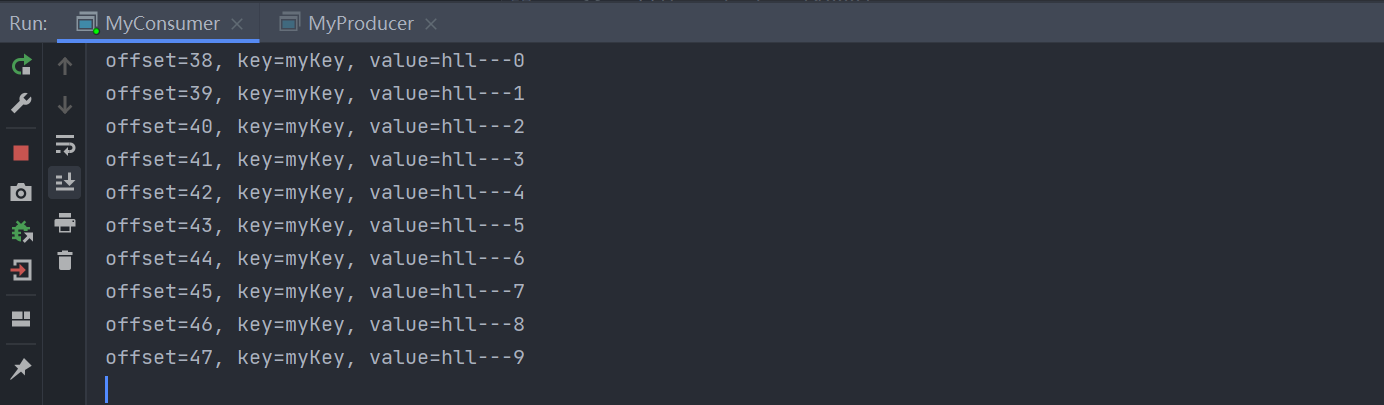 Run: MyConsumer MyProducer
offset=38, key=myKey, value=hll---0
offset=39, key=myKey, value=hll---1
offset=40, key=myKey, value=hll---2
offset=41, key=myKey, value=hll---3
offset=42, key=myKey, value=hll---4
offset=43, key=myKey, value=hll---5
offset=44, key=myKey, value=hll---6
offset=45, key=myKey, value=hll---7
offset=46, key=myKey, value=hll---8
offset=47, key=myKey, value=hll---9